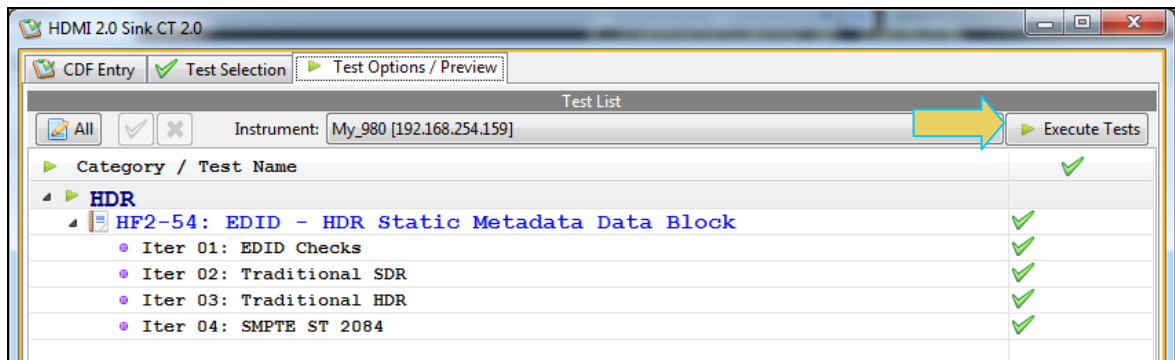 HDMI 2.0 Sink CT 2.0
CDF Entry Test Selection Test Options / Preview
Test List
All Instrument: My_980 [192.168.254.159] Execute Tests
Category / Test Name
HDR
HF2-54: EDID - HDR Static Metadata Data Block
Iter 01: EDID Checks
Iter 02: Traditional SDR
Iter 03: Traditional HDR
Iter 04: SMPTE ST 2084